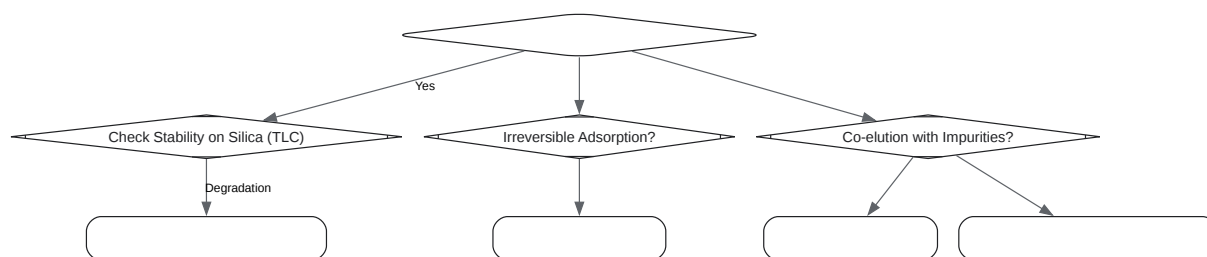 Yes
Check Stability on Silica (TLC)
Irreversible Adsorption?
Co-elution with Impurities?
Degradation